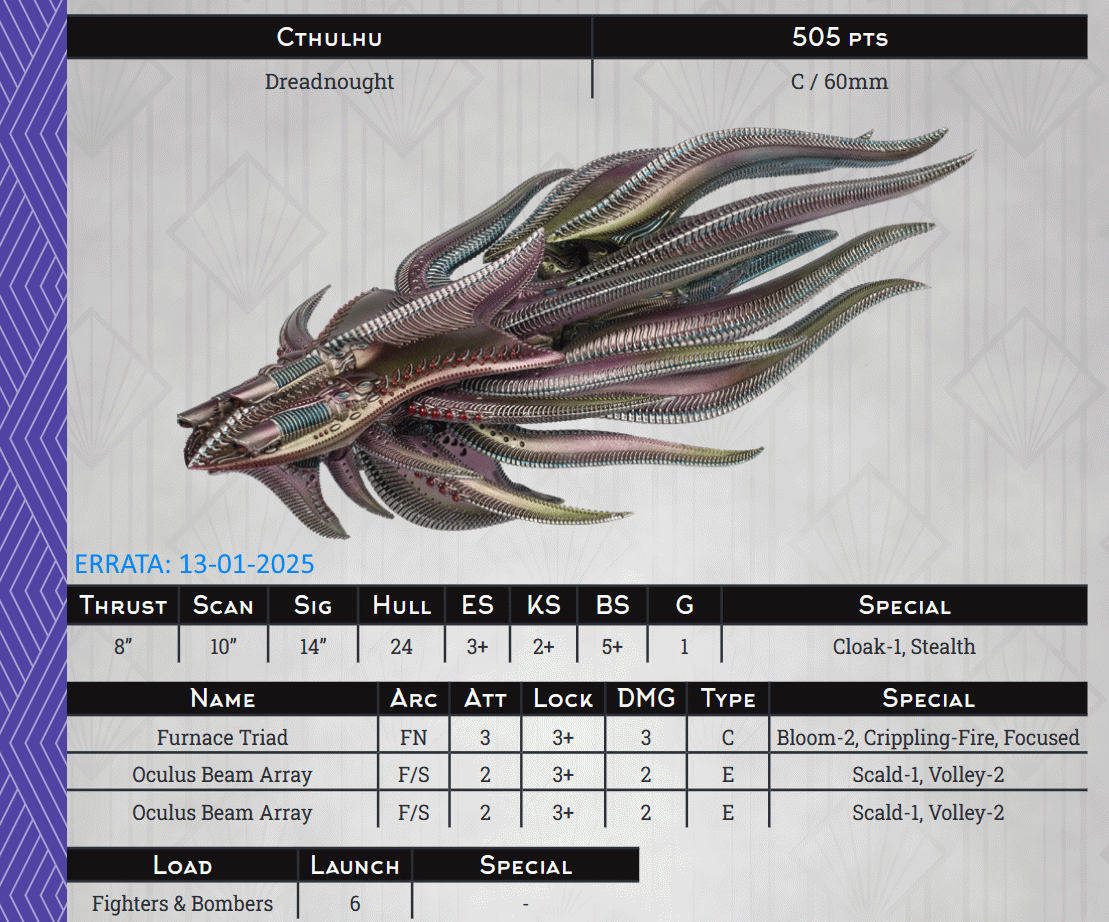 Cthulhu 505 pts
Dreadnought C / 60mm
ERRATA: 13-01-2025
Thrust Scan Sig Hull ES KS BS G Special
8” 10” 14” 24 3+ 2+ 5+ 1 Cloak-1, Stealth
Name Arc Att Lock DMG Type Special
Furnace Triad FN 3 3+ 3 C Bloom-2, Crippling-Fire, Focused
Oculus Beam Array F/S 2 3+ 2 E Scald-1, Volley-2
Oculus Beam Array F/S 2 3+ 2 E Scald-1, Volley-2
Load Launch Special
Fighters & Bombers 6 -